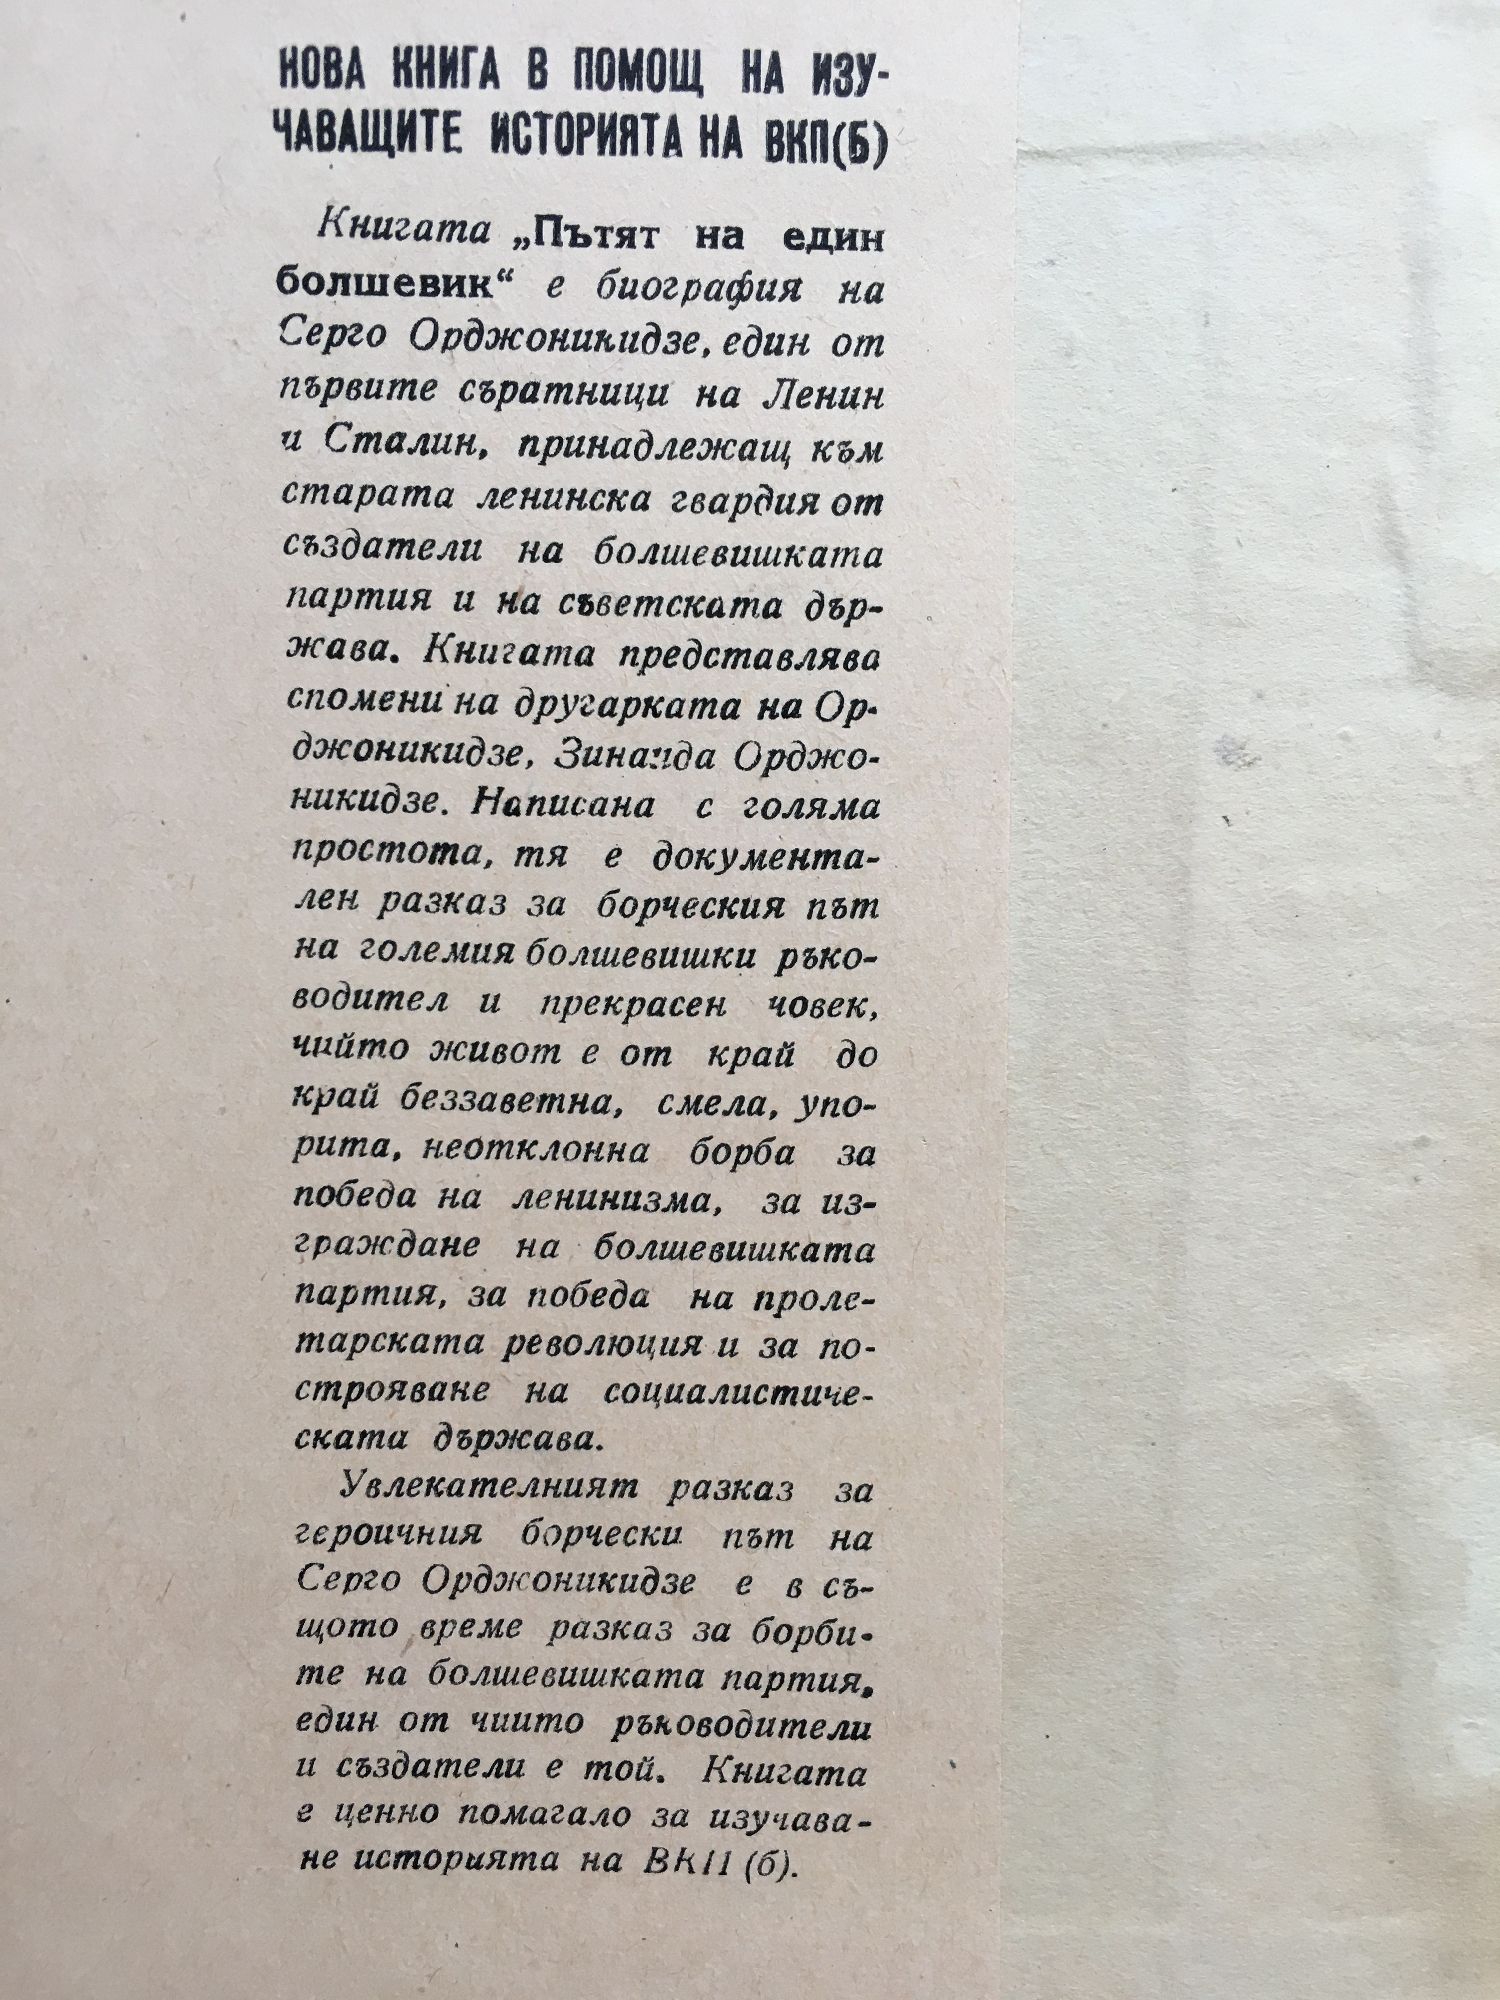 НОВА КНИГА В ПОМОЩ НА ИЗУ-
ЧАВАЩИТЕ ИСТОРИЯТА НА ВКП(Б)
Книгата „Пътят на един
болшевик“ е биография на
Серго Орджоникидзе, един от
първите съратници на Ленин
и Сталин, принадлежащ към
старата ленинска гвардия от
създатели на болшевишката
партия и на съветската дър-
жава. Книгата представлява
спомени на другарката на Ор-
джоникидзе, Зинаида Орджо-
никидзе. Написана с голяма
простота, тя е документа-
лен разказ за борческия път
на големия болшевишки ръко-
водител и прекрасен човек,
чийто живот е от край до
край беззаветна, смела, упо-
рита, неотклонна борба за
победа на ленинизма, за из-
граждане на болшевишката
партия, за победа на проле-
тарската революция и за по-
строяване на социалистиче-
ската държава.
Увлекателният разказ за
героичния борчески път на
Серго Орджоникидзе е в съ-
щото време разказ за борби-
те на болшевишката партия,
един от чиито ръководители
и създатели е той. Книгата
е ценно помагало за изучава-
не историята на ВКП (б).